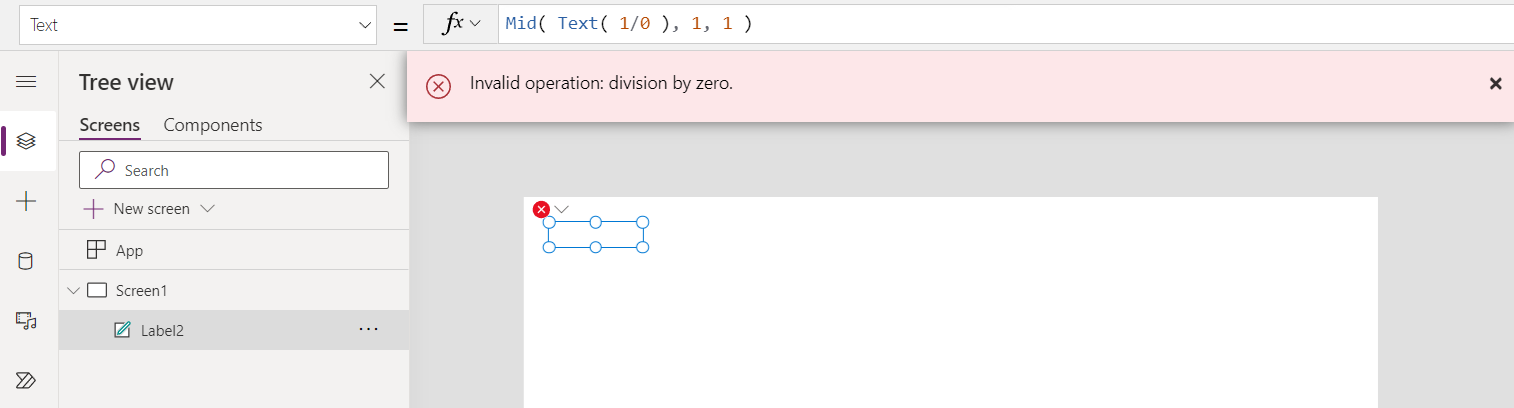 Text = fx Mid( Text( 1/0 ), 1, 1 )
Tree view
Invalid operation: division by zero.
Screens Components
Search
New screen
App
Screen1
Label2 ...